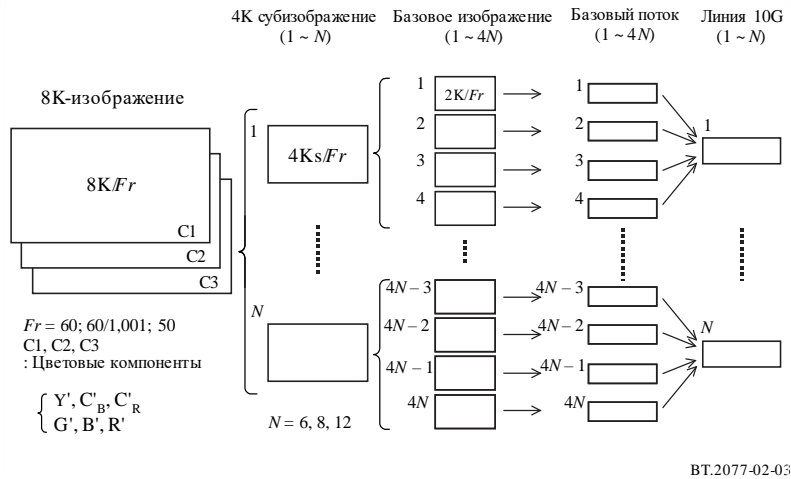 4K субизображение
(1 ~ N)
Базовое изображение
(1 ~ 4N)
Базовый поток
(1 ~ 4N)
Линия 10G
(1 ~ N)
8K-изображение
8K/Fr
C1
C2
C3
1
4Ks/Fr
N
1
2K/Fr
2
3
4
4N – 3
4N – 2
4N – 1
4N
1
2
3
4
4N – 3
4N – 2
4N – 1
4N
1
N
Fr = 60; 60/1,001; 50
C1, C2, C3
: Цветовые компоненты
Y', C'B, C'R
G', B', R'
N = 6, 8, 12
BT.2077-02-03